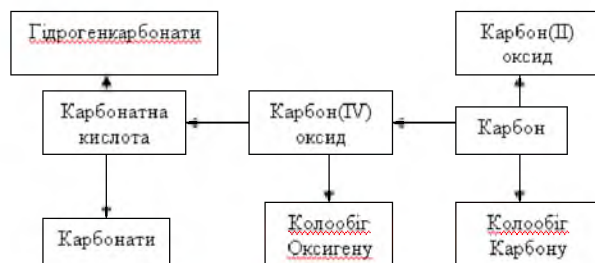 Гідрогенкарбонати
Карбон(ІІ)
оксид
Карбонатна
кислота
Карбон(IV)
оксид
Карбон
Карбонати
Колообіг
Оксигену
Колообіг
Карбону